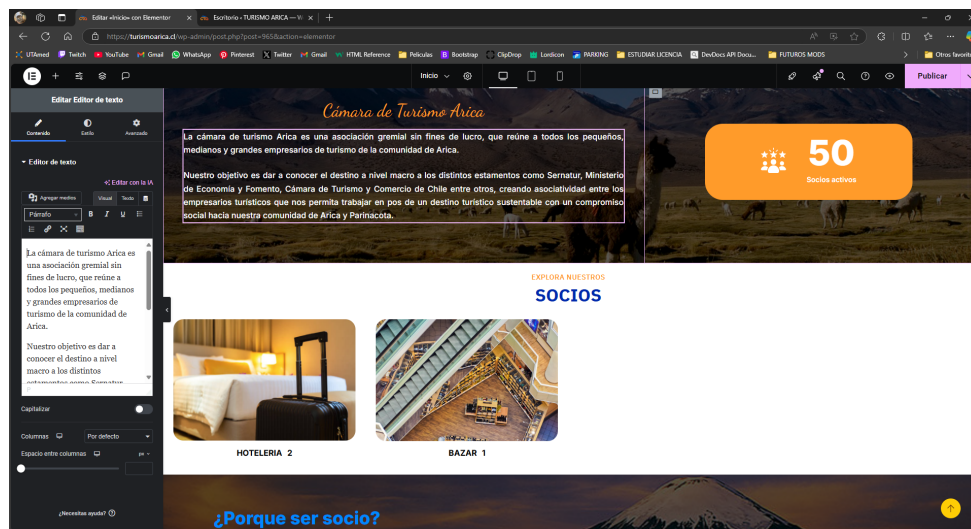 Editar «Inicio» con Elementor
Escritorio ‹ TURISMO ARICA — W
https://turismoarica.cl/wp-admin/post.php?post=965&action=elementor
UTAmed
Twitch
YouTube
Gmail
WhatsApp
Pinterest
Twitter
Gmail
HTML Reference
Peliculas
Bootstrap
ClipDrop
Lordicon
PARKING
ESTUDIAR LICENCIA
DevDocs API Docu...
FUTUROS MODS
Otros favoritos
Inicio
Publicar
Editar Editor de texto
Contenido
Estilo
Avanzado
Editor de texto
Editar con la IA
Agregar medios
Visual
Texto
Párrafo
B I U
La cámara de turismo Arica es
una asociación gremial sin
fines de lucro, que reúne a
todos los pequeños, medianos
y grandes empresarios de
turismo de la comunidad de
Arica.
Nuestro objetivo es dar a
conocer el destino a nivel
macro a los distintos
estamentos como Sernatur,
Capitalizar
Columnas
Por defecto
Espacio entre columnas
px
¿Necesitas ayuda?
Cámara de Turismo Arica
La cámara de turismo Arica es una asociación gremial sin fines de lucro, que reúne a todos los pequeños,
medianos y grandes empresarios de turismo de la comunidad de Arica.
Nuestro objetivo es dar a conocer el destino a nivel macro a los distintos estamentos como Sernatur, Ministerio
de Economía y Fomento, Cámara de Turismo y Comercio de Chile entre otros, creando asociatividad entre los
empresarios turísticos que nos permita trabajar en pos de un destino turístico sustentable con un compromiso
social hacia nuestra comunidad de Arica y Parinacota.
50
Socios activos
EXPLORA NUESTROS
SOCIOS
HOTELERIA 2
BAZAR 1
¿Porque ser socio?